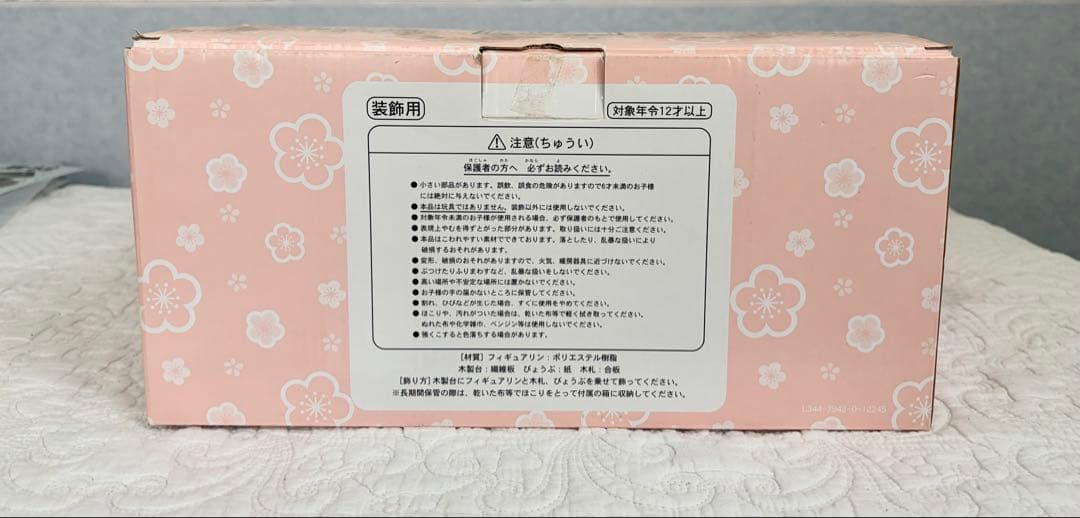 装飾用
対象年令12才以上
⚠ 注意(ちゅうい)
ほごしゃ かた かなら よ
保護者の方へ 必ずお読みください。
●小さい部品があります。誤飲、誤食の危険がありますので6才未満のお子様
には絶対に与えないでください。
●本品は玩具ではありません。装飾以外には使用しないでください。
●対象年令未満のお子様が使用される場合、必ず保護者のもとで使用してください。
●表現上やむを得ずとがった部分があります。取り扱いには十分ご注意ください。
●本品はこわれやすい素材でできております。落としたり、乱暴な扱いにより
破損するおそれがあります。
●変形、破損のおそれがありますので、火気、暖房器具に近づけないでください。
●ぶつけたりふりまわすなど、乱暴な扱いをしないでください。
●高い場所や不安定な場所には置かないでください。
●お子様の手の届かないところに保管してください。
●割れ、ひびなどが生じた場合、すぐに使用をやめてください。
●ほこりや、汚れがついた場合は、乾いた布等で軽く拭き取ってください。
ぬれた布や化学雑巾、ベンジン等は使用しないでください。
●強くこすると色落ちする場合があります。
[材質]フィギュアリン：ポリエステル樹脂
木製台：繊維板 びょうぶ：紙 木札：合板
[飾り方]木製台にフィギュアリンと木札、びょうぶを乗せて飾ってください。
※長期間保管の際は、乾いた布等でほこりをとって付属の箱に収納してください。
L344-J943-0-12245